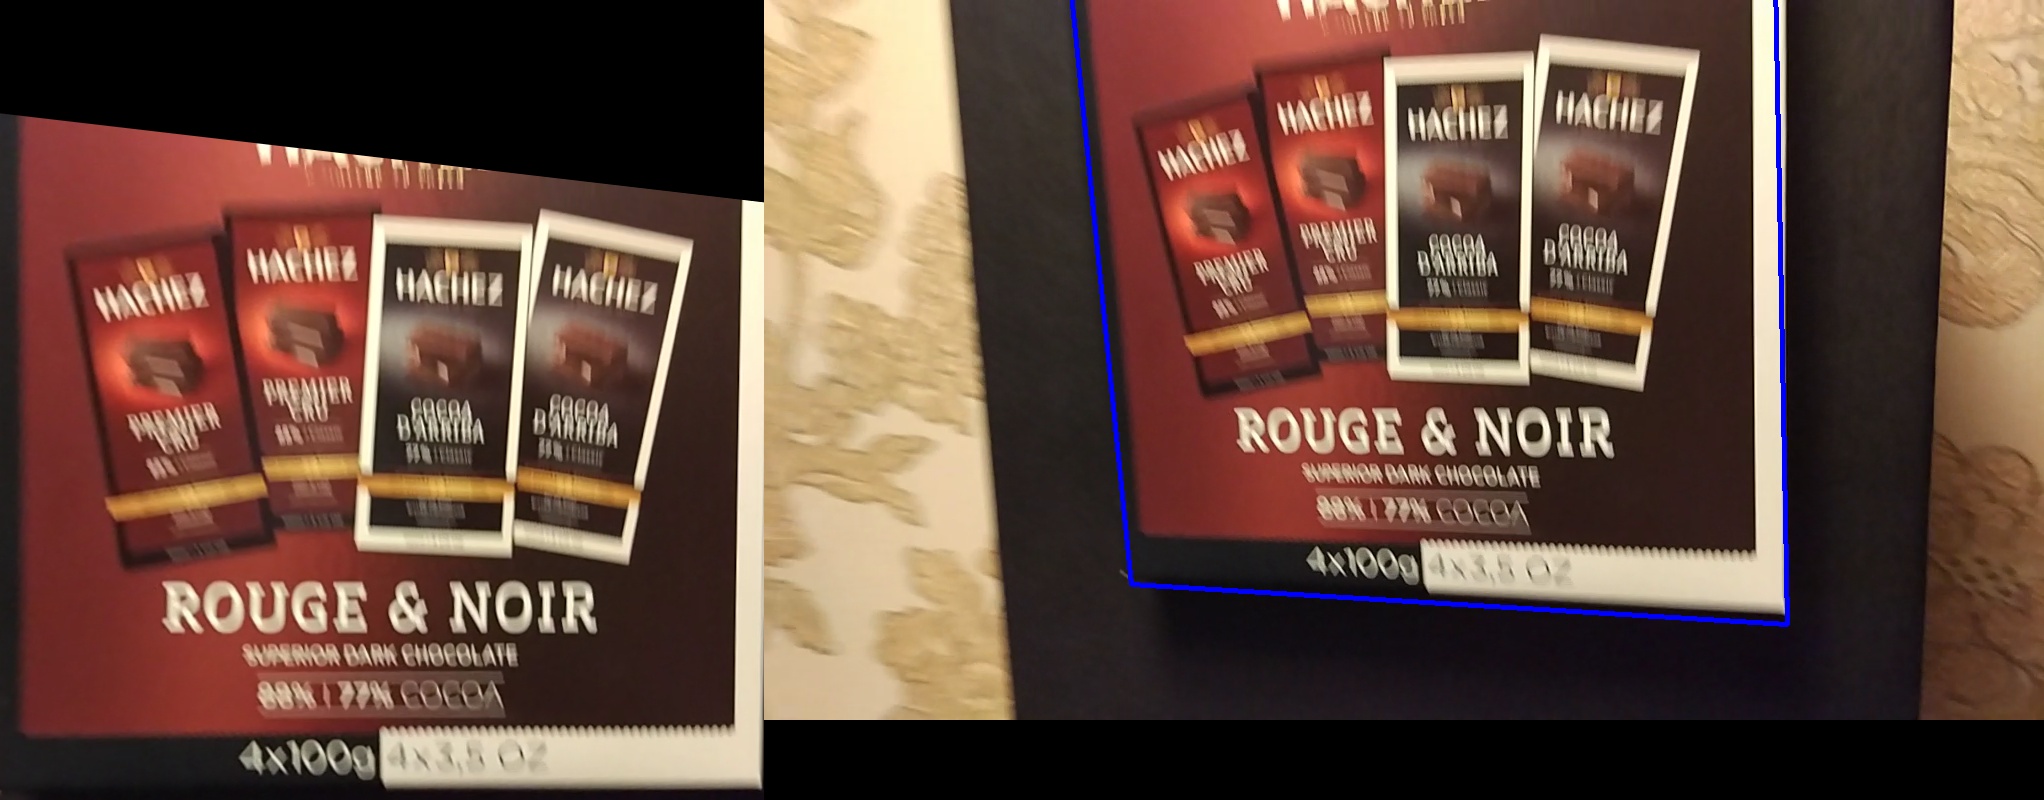 HACHEZ
HACHEZ
HACHEZ
HACHEZ
PREMIER
CRU
PREMIER
CRU
COCOA
D'ARRIBA
COCOA
D'ARRIBA
ROUGE & NOIR
SUPERIOR DARK CHOCOLATE
88% | 77% COCOA
4x100g 4x3,5 OZ
HACHEZ
HACHEZ
HACHEZ
HACHEZ
PREMIER
CRU
PREMIER
CRU
COCOA
D'ARRIBA
COCOA
D'ARRIBA
ROUGE & NOIR
SUPERIOR DARK CHOCOLATE
88% | 77% COCOA
4x100g 4x3,5 OZ